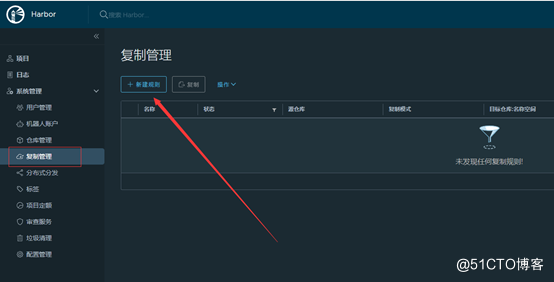 Harbor
搜索 Harbor...
项目
日志
系统管理
用户管理
机器人账户
仓库管理
复制管理
分布式分发
标签
项目定额
审查服务
垃圾清理
配置管理
复制管理
+ 新建规则
复制
操作
名称
状态
源仓库
复制模式
目标仓库:名称空间
未发现任何复制规则!
@51CTO博客